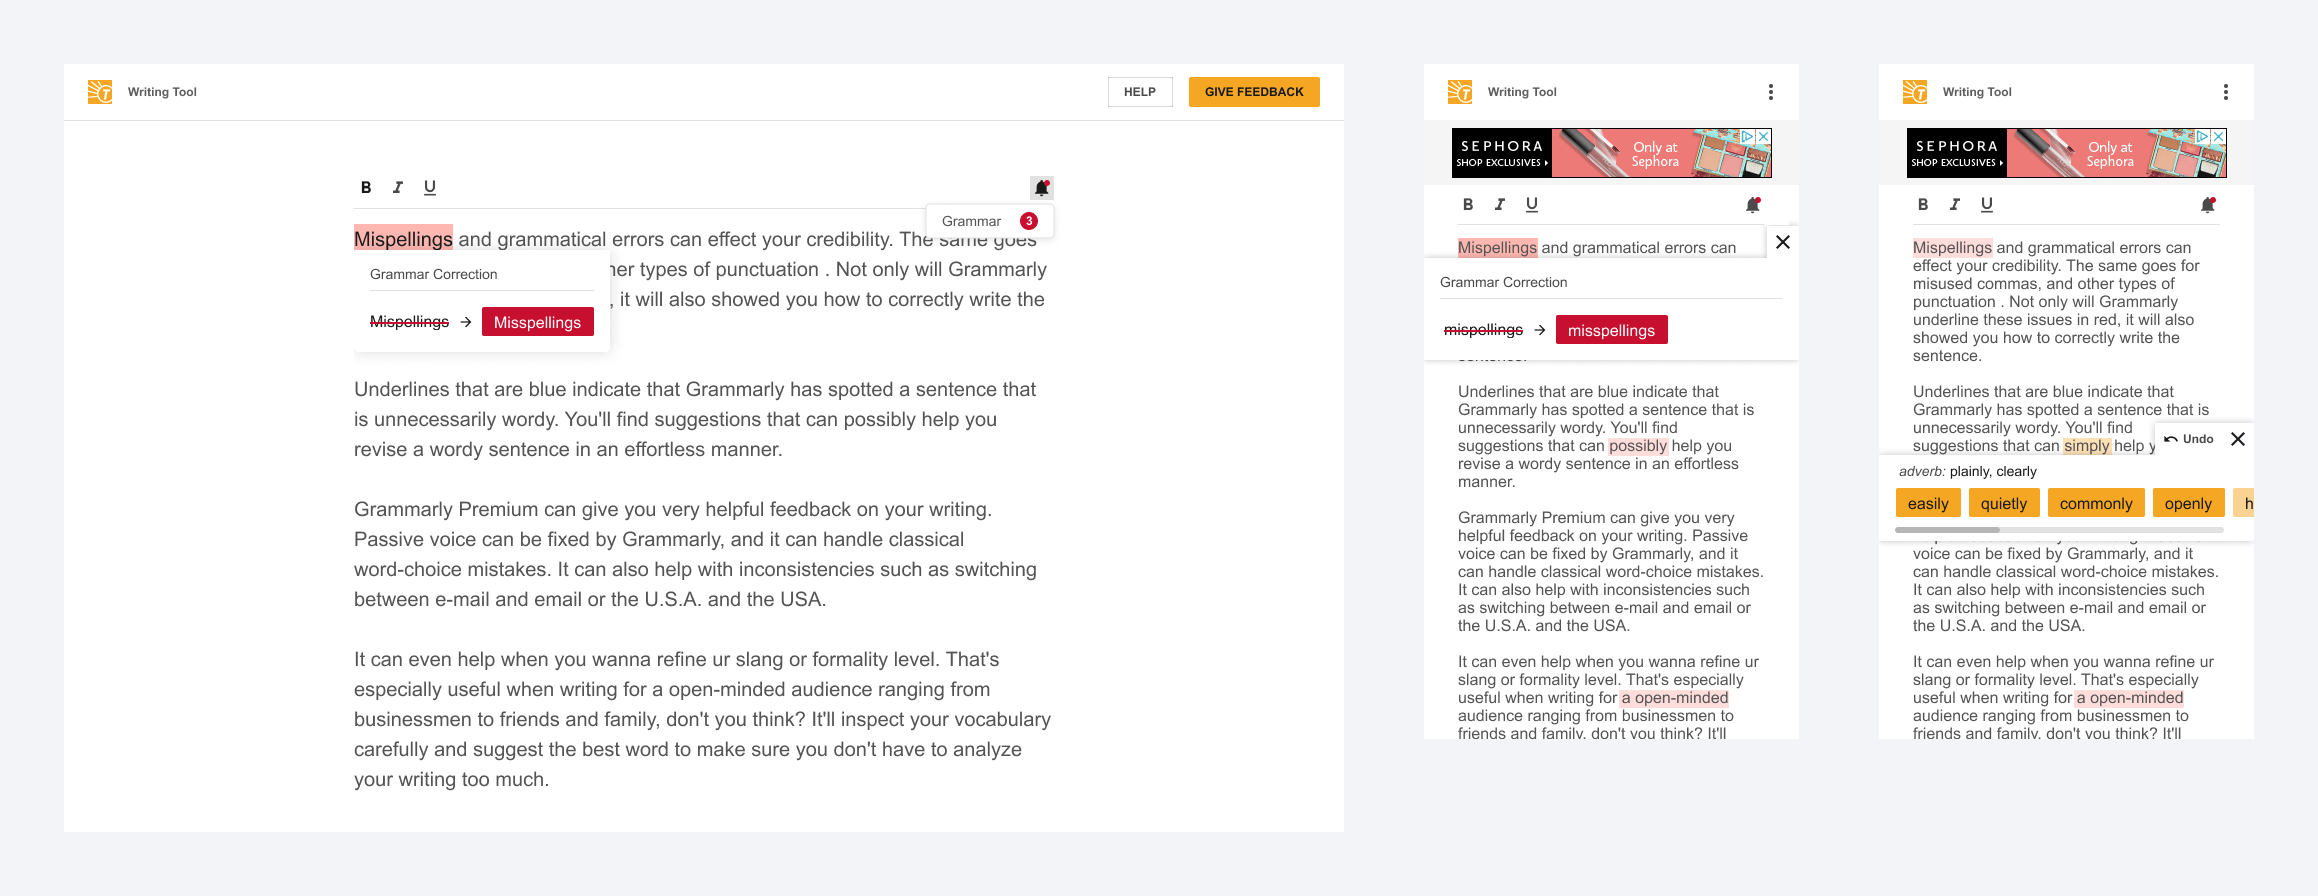 Writing Tool
HELP
GIVE FEEDBACK
B I U
Grammar 3
Mispellings and grammatical errors can effect your credibility. The same goes
her types of punctuation . Not only will Grammarly
, it will also showed you how to correctly write the
Grammar Correction
Mispellings → Misspellings
Underlines that are blue indicate that Grammarly has spotted a sentence that
is unnecessarily wordy. You'll find suggestions that can possibly help you
revise a wordy sentence in an effortless manner.
Grammarly Premium can give you very helpful feedback on your writing.
Passive voice can be fixed by Grammarly, and it can handle classical
word-choice mistakes. It can also help with inconsistencies such as switching
between e-mail and email or the U.S.A. and the USA.
It can even help when you wanna refine ur slang or formality level. That's
especially useful when writing for a open-minded audience ranging from
businessmen to friends and family, don't you think? It'll inspect your vocabulary
carefully and suggest the best word to make sure you don't have to analyze
your writing too much.
Writing Tool
SEPHORA
SHOP EXCLUSIVES
Only at
Sephora
B I U
Mispellings and grammatical errors can
Grammar Correction
mispellings → misspellings
sentence.
Underlines that are blue indicate that
Grammarly has spotted a sentence that is
unnecessarily wordy. You'll find
suggestions that can possibly help you
revise a wordy sentence in an effortless
manner.
Grammarly Premium can give you very
helpful feedback on your writing. Passive
voice can be fixed by Grammarly, and it
can handle classical word-choice mistakes.
It can also help with inconsistencies such
as switching between e-mail and email or
the U.S.A. and the USA.
It can even help when you wanna refine ur
slang or formality level. That's especially
useful when writing for a open-minded
audience ranging from businessmen to
friends and family, don't you think? It'll
Writing Tool
SEPHORA
SHOP EXCLUSIVES
Only at
Sephora
B I U
Mispellings and grammatical errors can
effect your credibility. The same goes for
misused commas, and other types of
punctuation . Not only will Grammarly
underline these issues in red, it will also
showed you how to correctly write the
sentence.
Underlines that are blue indicate that
Grammarly has spotted a sentence that is
unnecessarily wordy. You'll find
suggestions that can simply help y
Undo
adverb: plainly, clearly
easily quietly commonly openly h
voice can be fixed by Grammarly, and it
can handle classical word-choice mistakes.
It can also help with inconsistencies such
as switching between e-mail and email or
the U.S.A. and the USA.
It can even help when you wanna refine ur
slang or formality level. That's especially
useful when writing for a open-minded
audience ranging from businessmen to
friends and family, don't you think? It'll